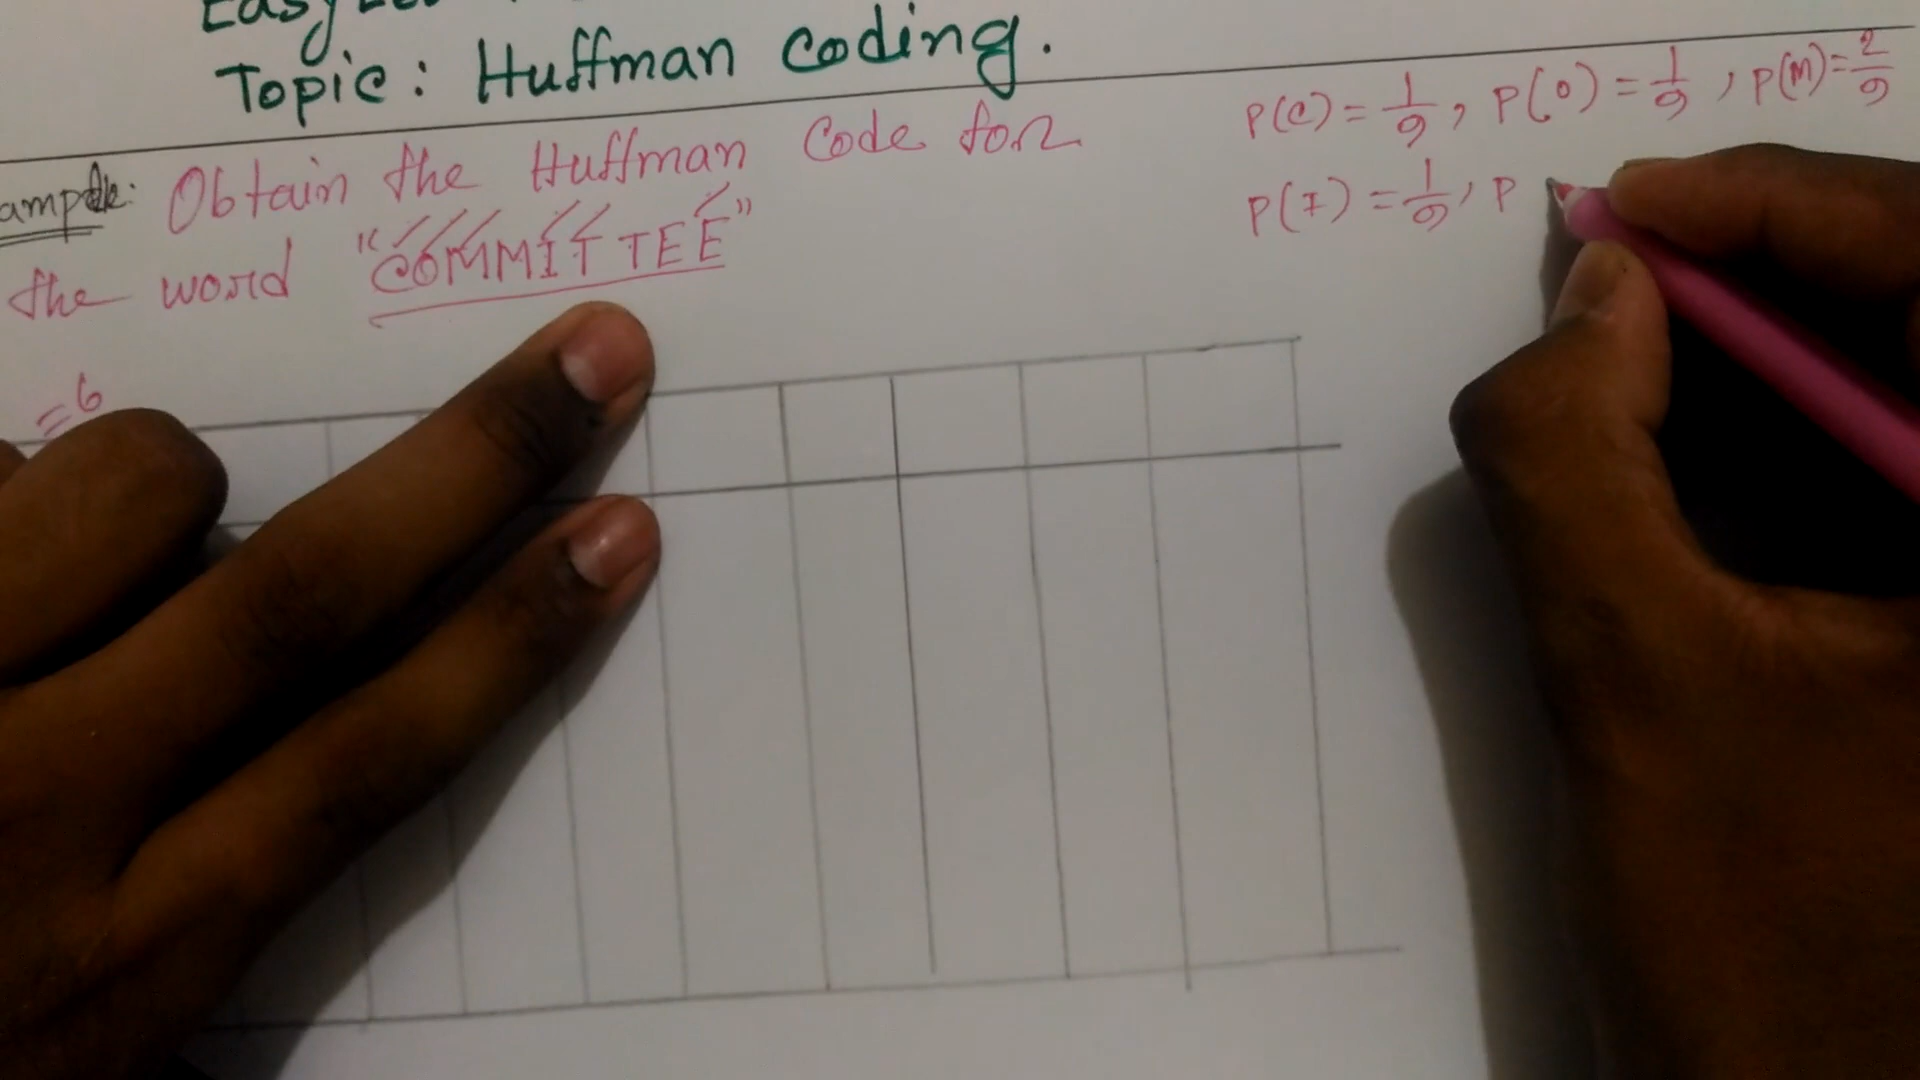 Topic: Huffman coding.
Obtain the Huffman Code for
the word "COMMITTEE"
=6
P(C) = 1/9, P(O) = 1/9, P(M) = 2/9
P(I) = 1/9, P